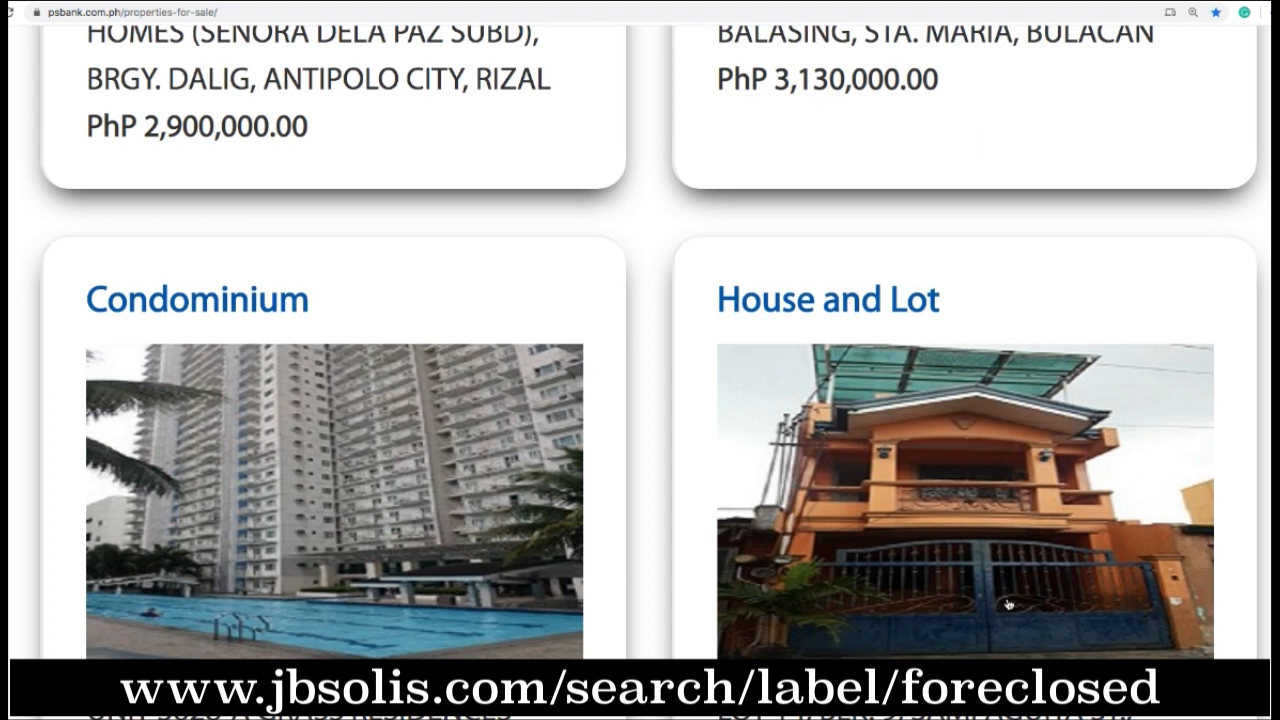 psbank.com.ph/properties-for-sale/
HOMES (SENORA DELA PAZ SUBD),
BRGY. DALIG, ANTIPOLO CITY, RIZAL
PhP 2,900,000.00
BALASING, STA. MARIA, BULACAN
PhP 3,130,000.00
Condominium
House and Lot
www.jbsolis.com/search/label/foreclosed